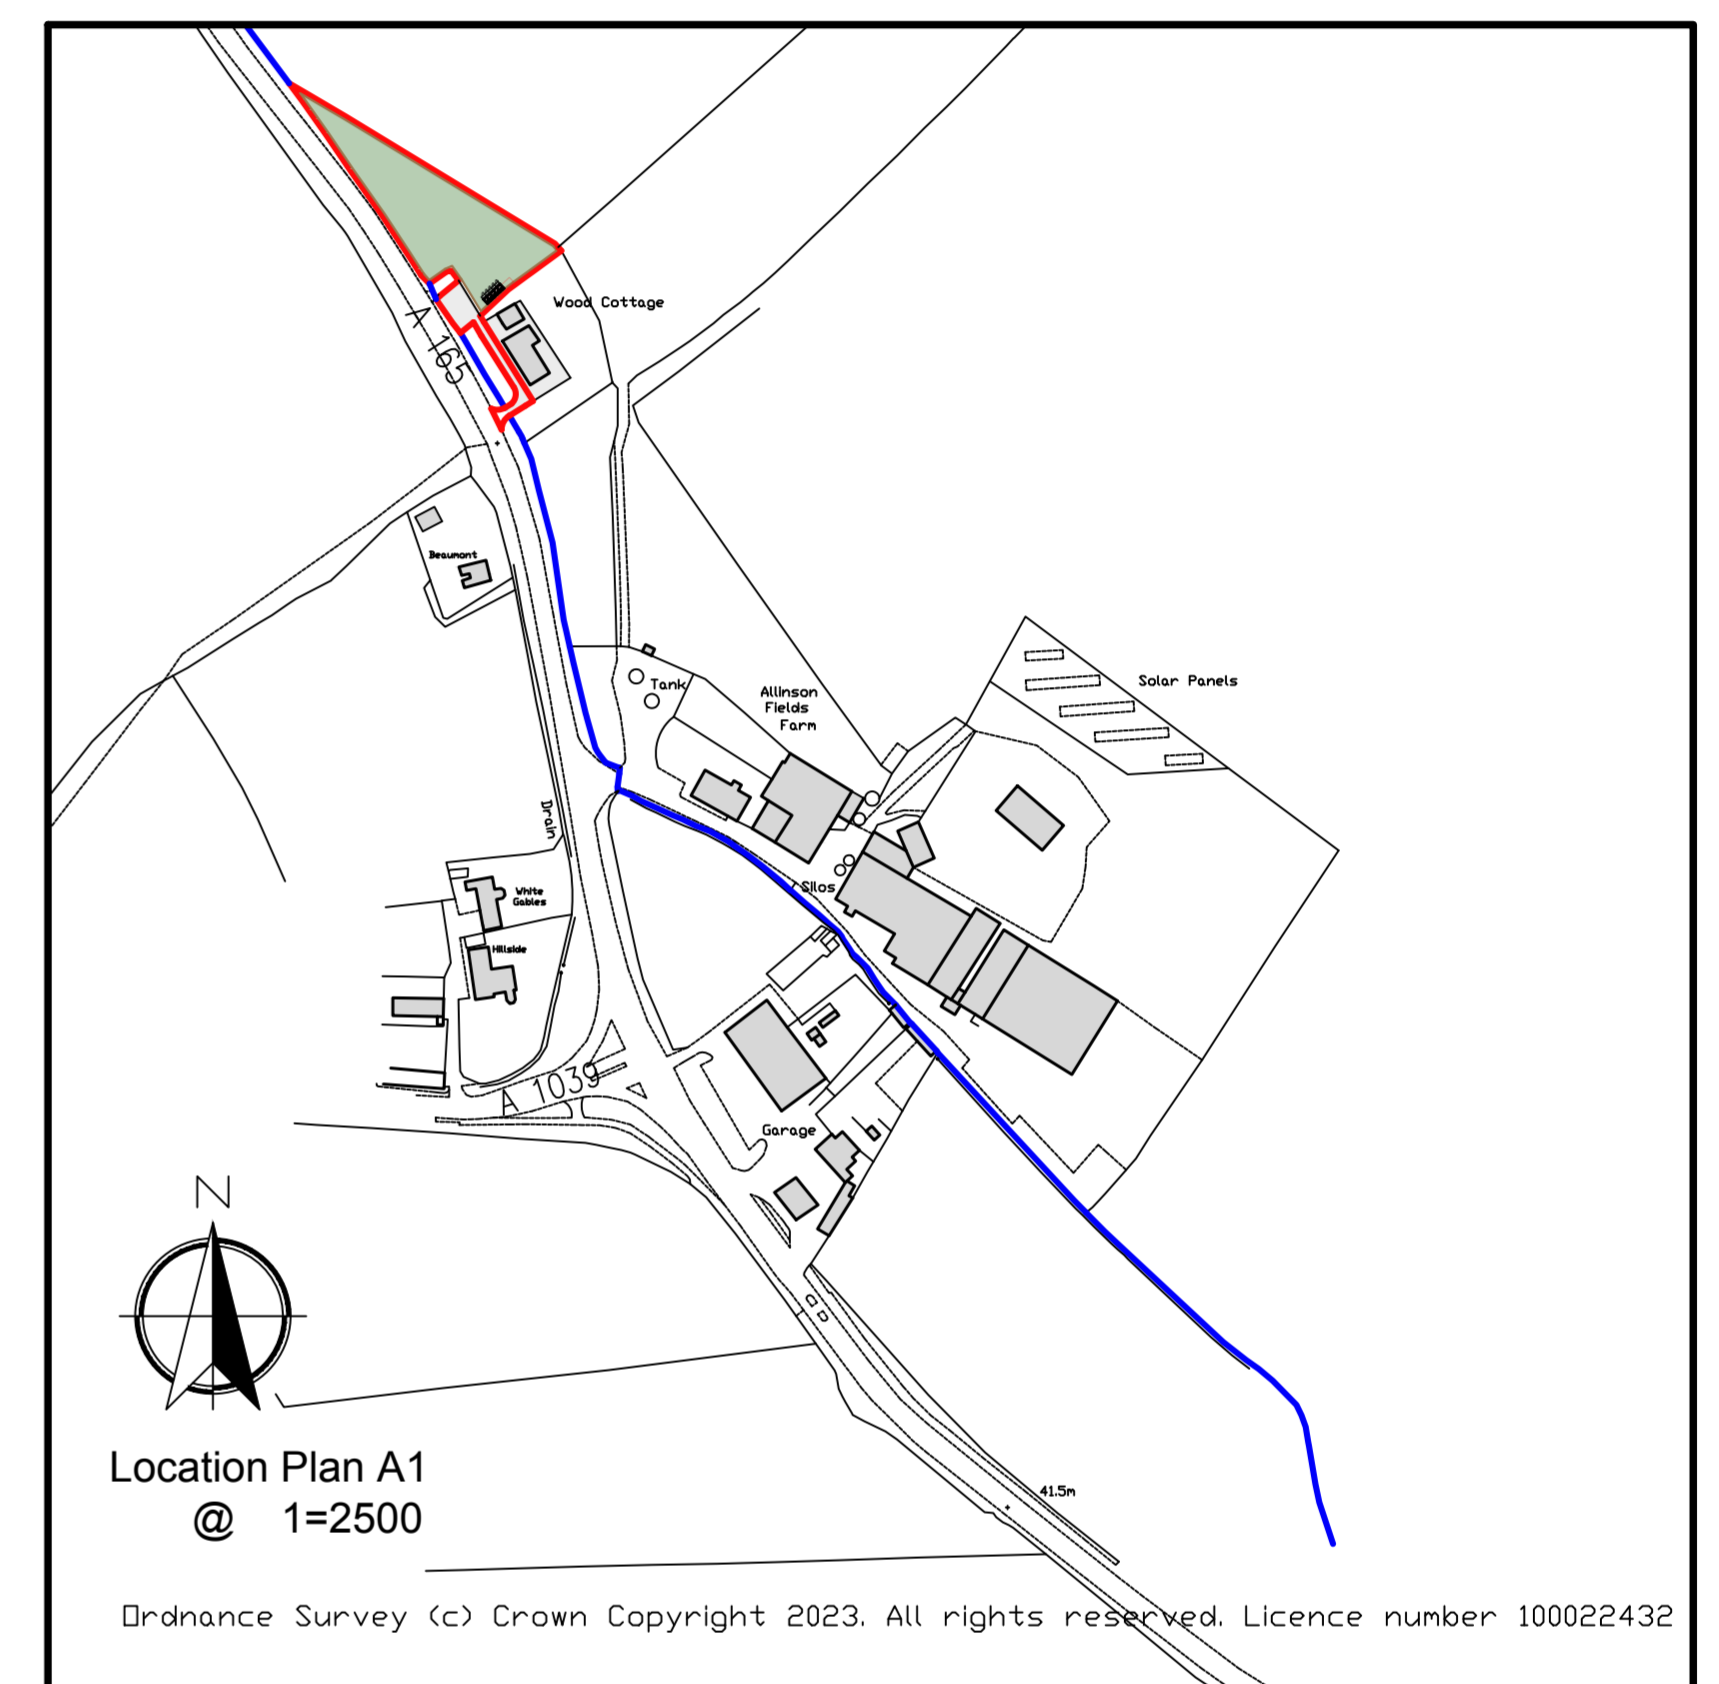 Wood Cottage
A 165
Beaumont
Solar Panels
Tank
Allinson
Fields
Farm
Drain
Silos
White
Gables
Hillside
A 1039
Garage
N
Location Plan A1
@ 1=2500
41.5m
Ordnance Survey (c) Crown Copyright 2023. All rights reserved. Licence number 100022432